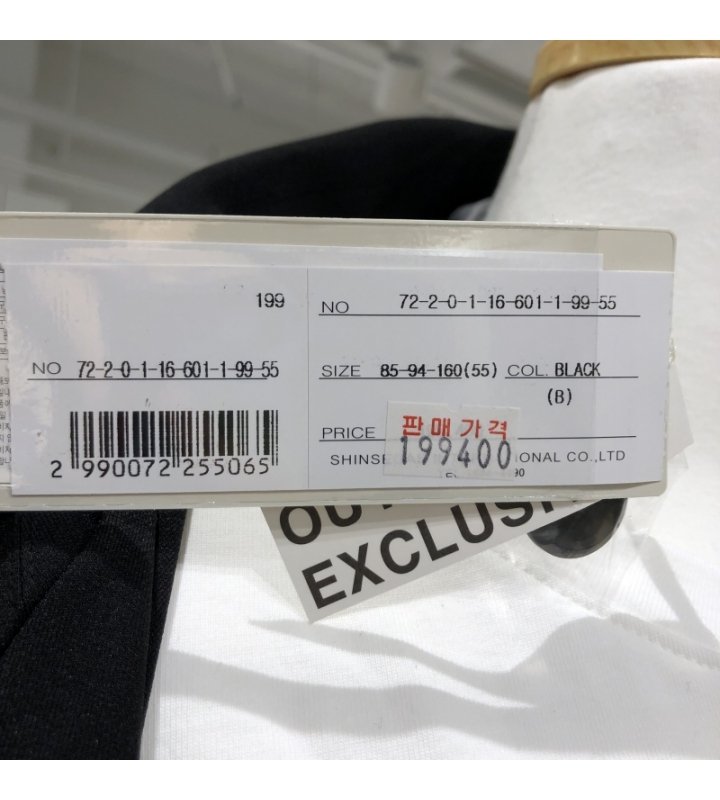 199
NO 72-2-0-1-16-601-1-99-55
2 990072 255065
NO 72-2-0-1-16-601-1-99-55
SIZE 85-94-160(55) COL. BLACK
(B)
PRICE
판매가격
199400
CO.,LTD
EXCLUSI